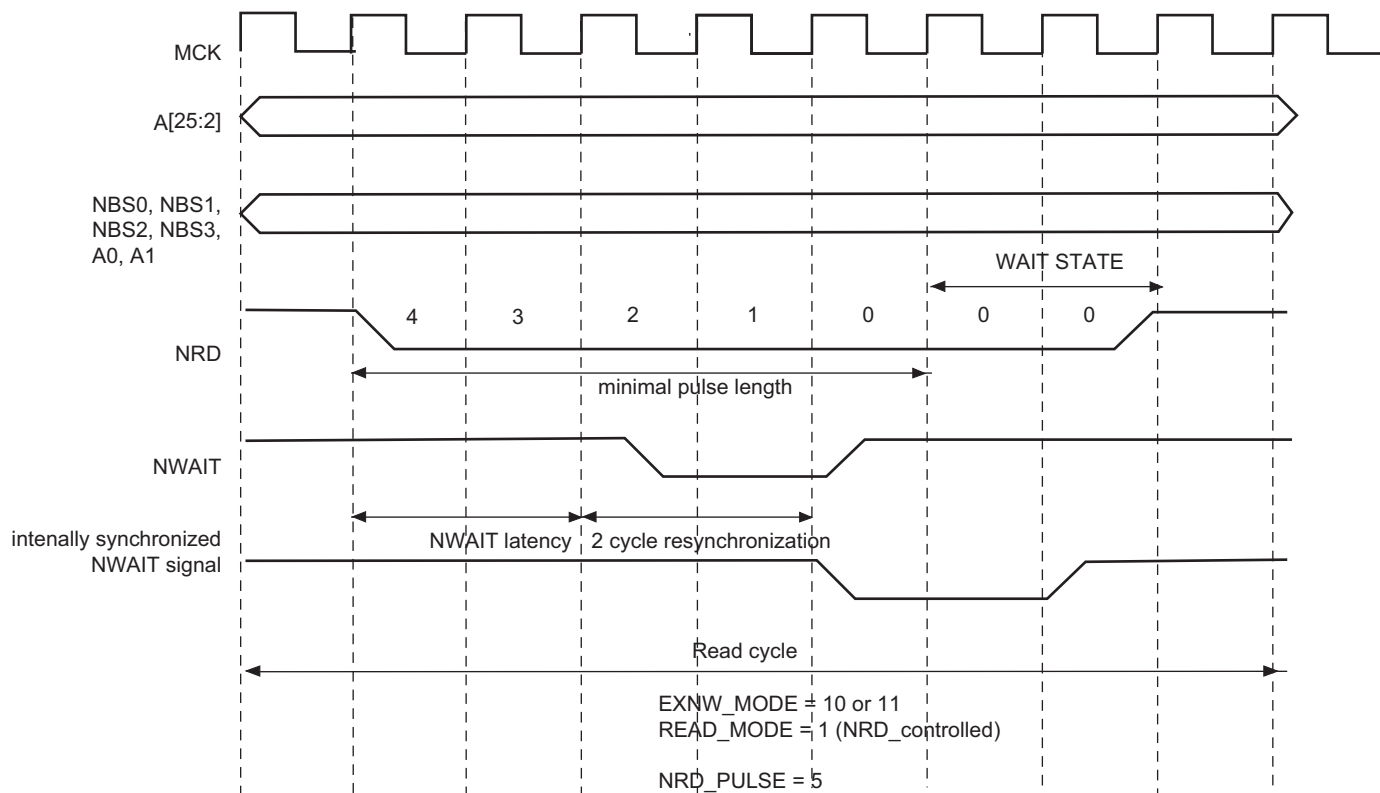 MCK
A[25:2]
NBS0, NBS1,
NBS2, NBS3,
A0, A1
WAIT STATE
4 3 2 1 0 0 0
NRD
minimal pulse length
NWAIT
intenally synchronized
NWAIT signal
NWAIT latency
2 cycle resynchronization
Read cycle
EXNW_MODE = 10 or 11
READ_MODE = 1 (NRD_controlled)
NRD_PULSE = 5